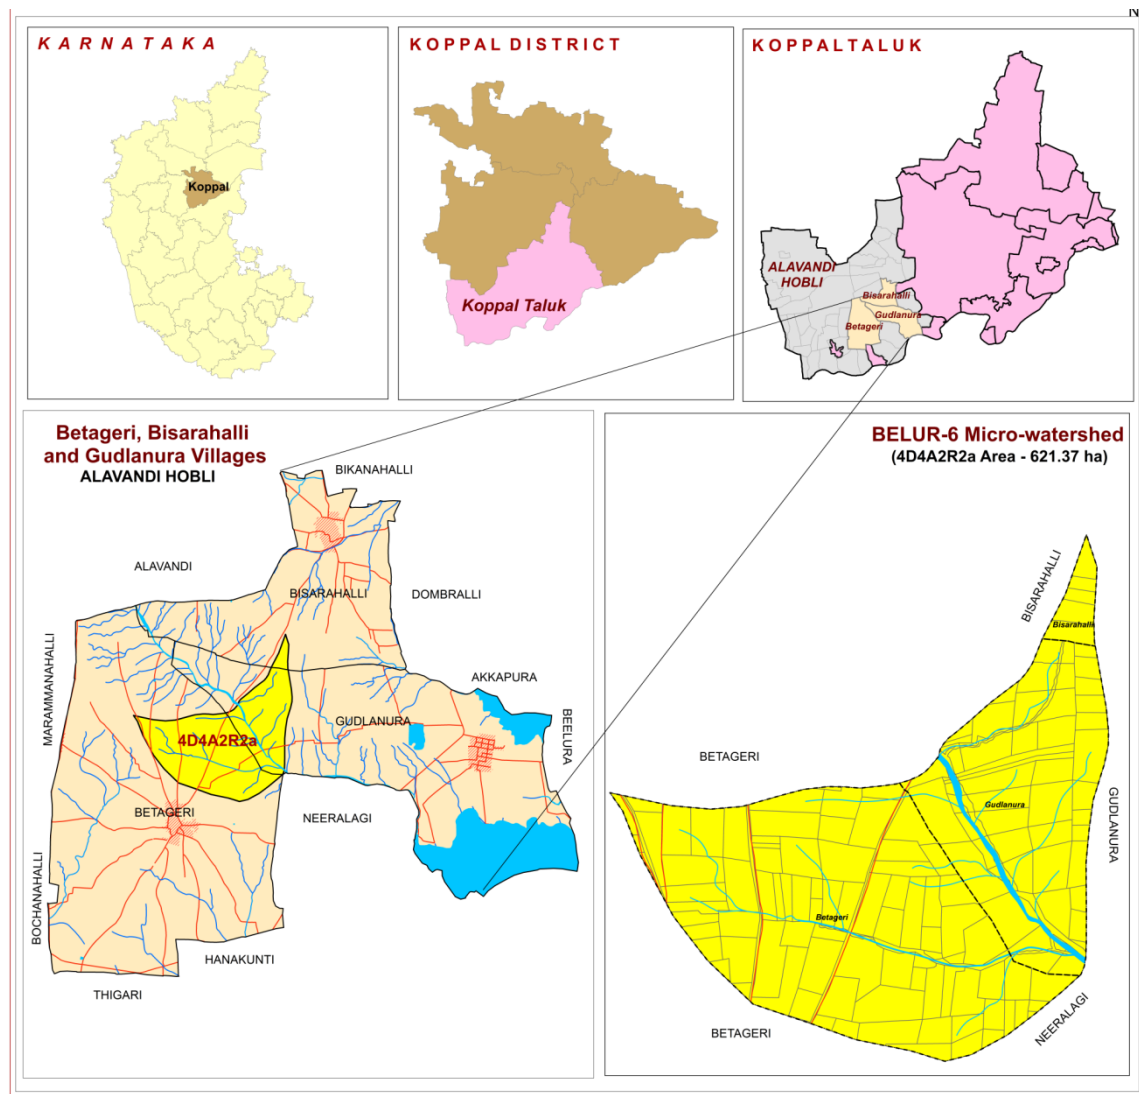 N
KARNATAKA
Koppal
KOPPAL DISTRICT
Koppal Taluk
KOPPAL TALUK
ALAVANDI
HOBLI
Bisarahalli
Gudlanura
Betageri
Betageri, Bisarahalli
and Gudlanura Villages
ALAVANDI HOBLI
BIKANAHALLI
ALAVANDI
BISARAHALLI
DOMBRALLI
MARAMMANAHALLI
AKKAPURA
BEELURA
GUDLANURA
4D4A2R2a
BETAGERI
NEERALAGI
BOCHANAHALLI
HANAKUNTI
THIGARI
BELUR-6 Micro-watershed
(4D4A2R2a Area - 621.37 ha)
BISARAHALLI
Bisarahalli
BETAGERI
Gudlanura
GUDLANURA
Betageri
BETAGERI
NEERALAGI